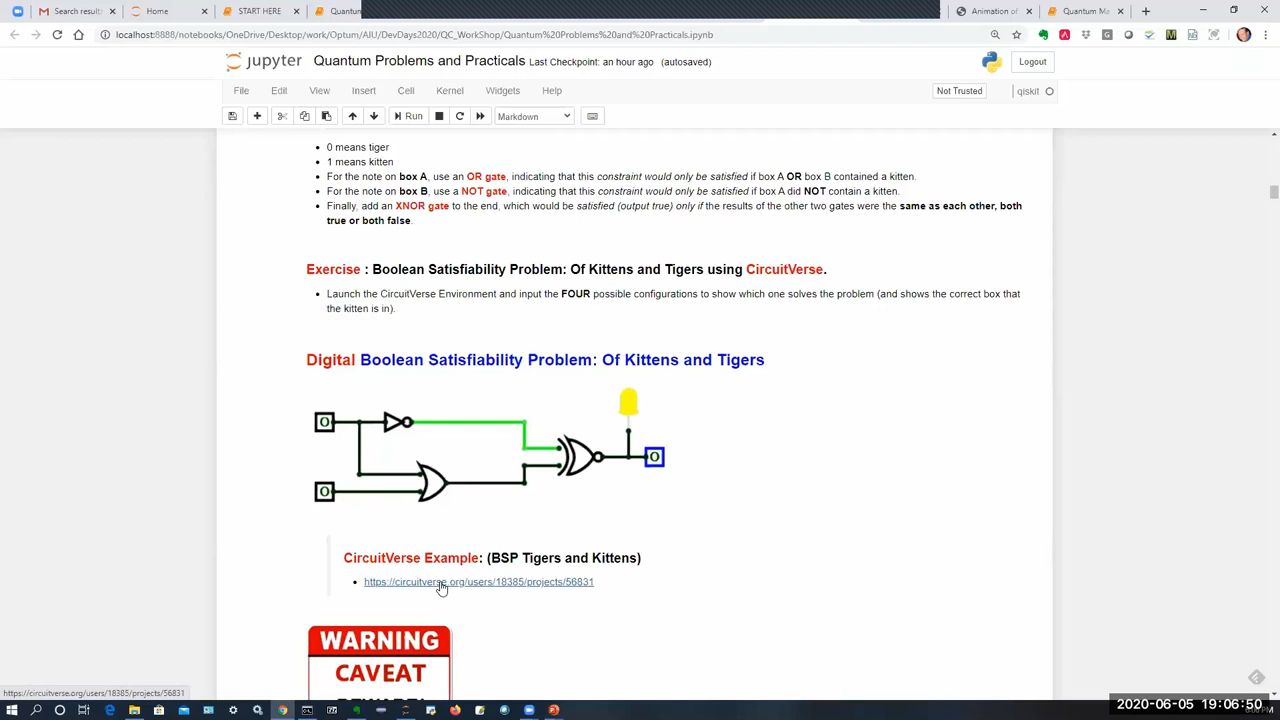 Search results
Home
START HERE
Quantum
Animation of
Quantum Ma
localhost:8888/notebooks/OneDrive/Desktop/work/Optum/AIU/DevDays2020/QC_WorkShop/Quantum%20Problems%20and%20Practicals.ipynb
jupyter Quantum Problems and Practicals Last Checkpoint: an hour ago (autosaved) Logout
File Edit View Insert Cell Kernel Widgets Help Not Trusted qiskit
Run Markdown
• 0 means tiger
• 1 means kitten
• For the note on box A, use an OR gate, indicating that this constraint would only be satisfied if box A OR box B contained a kitten.
• For the note on box B, use a NOT gate, indicating that this constraint would only be satisfied if box A did NOT contain a kitten.
• Finally, add an XNOR gate to the end, which would be satisfied (output true) only if the results of the other two gates were the same as each other, both
true or both false.
Exercise : Boolean Satisfiability Problem: Of Kittens and Tigers using CircuitVerse.
• Launch the CircuitVerse Environment and input the FOUR possible configurations to show which one solves the problem (and shows the correct box that
the kitten is in).
Digital Boolean Satisfiability Problem: Of Kittens and Tigers
0
0
0
CircuitVerse Example: (BSP Tigers and Kittens)
• https://circuitverse.org/users/18385/projects/56831
WARNING
CAVEAT
https://circuitverse.org/users/18385/projects/56831
2020-06-05 19:06:50